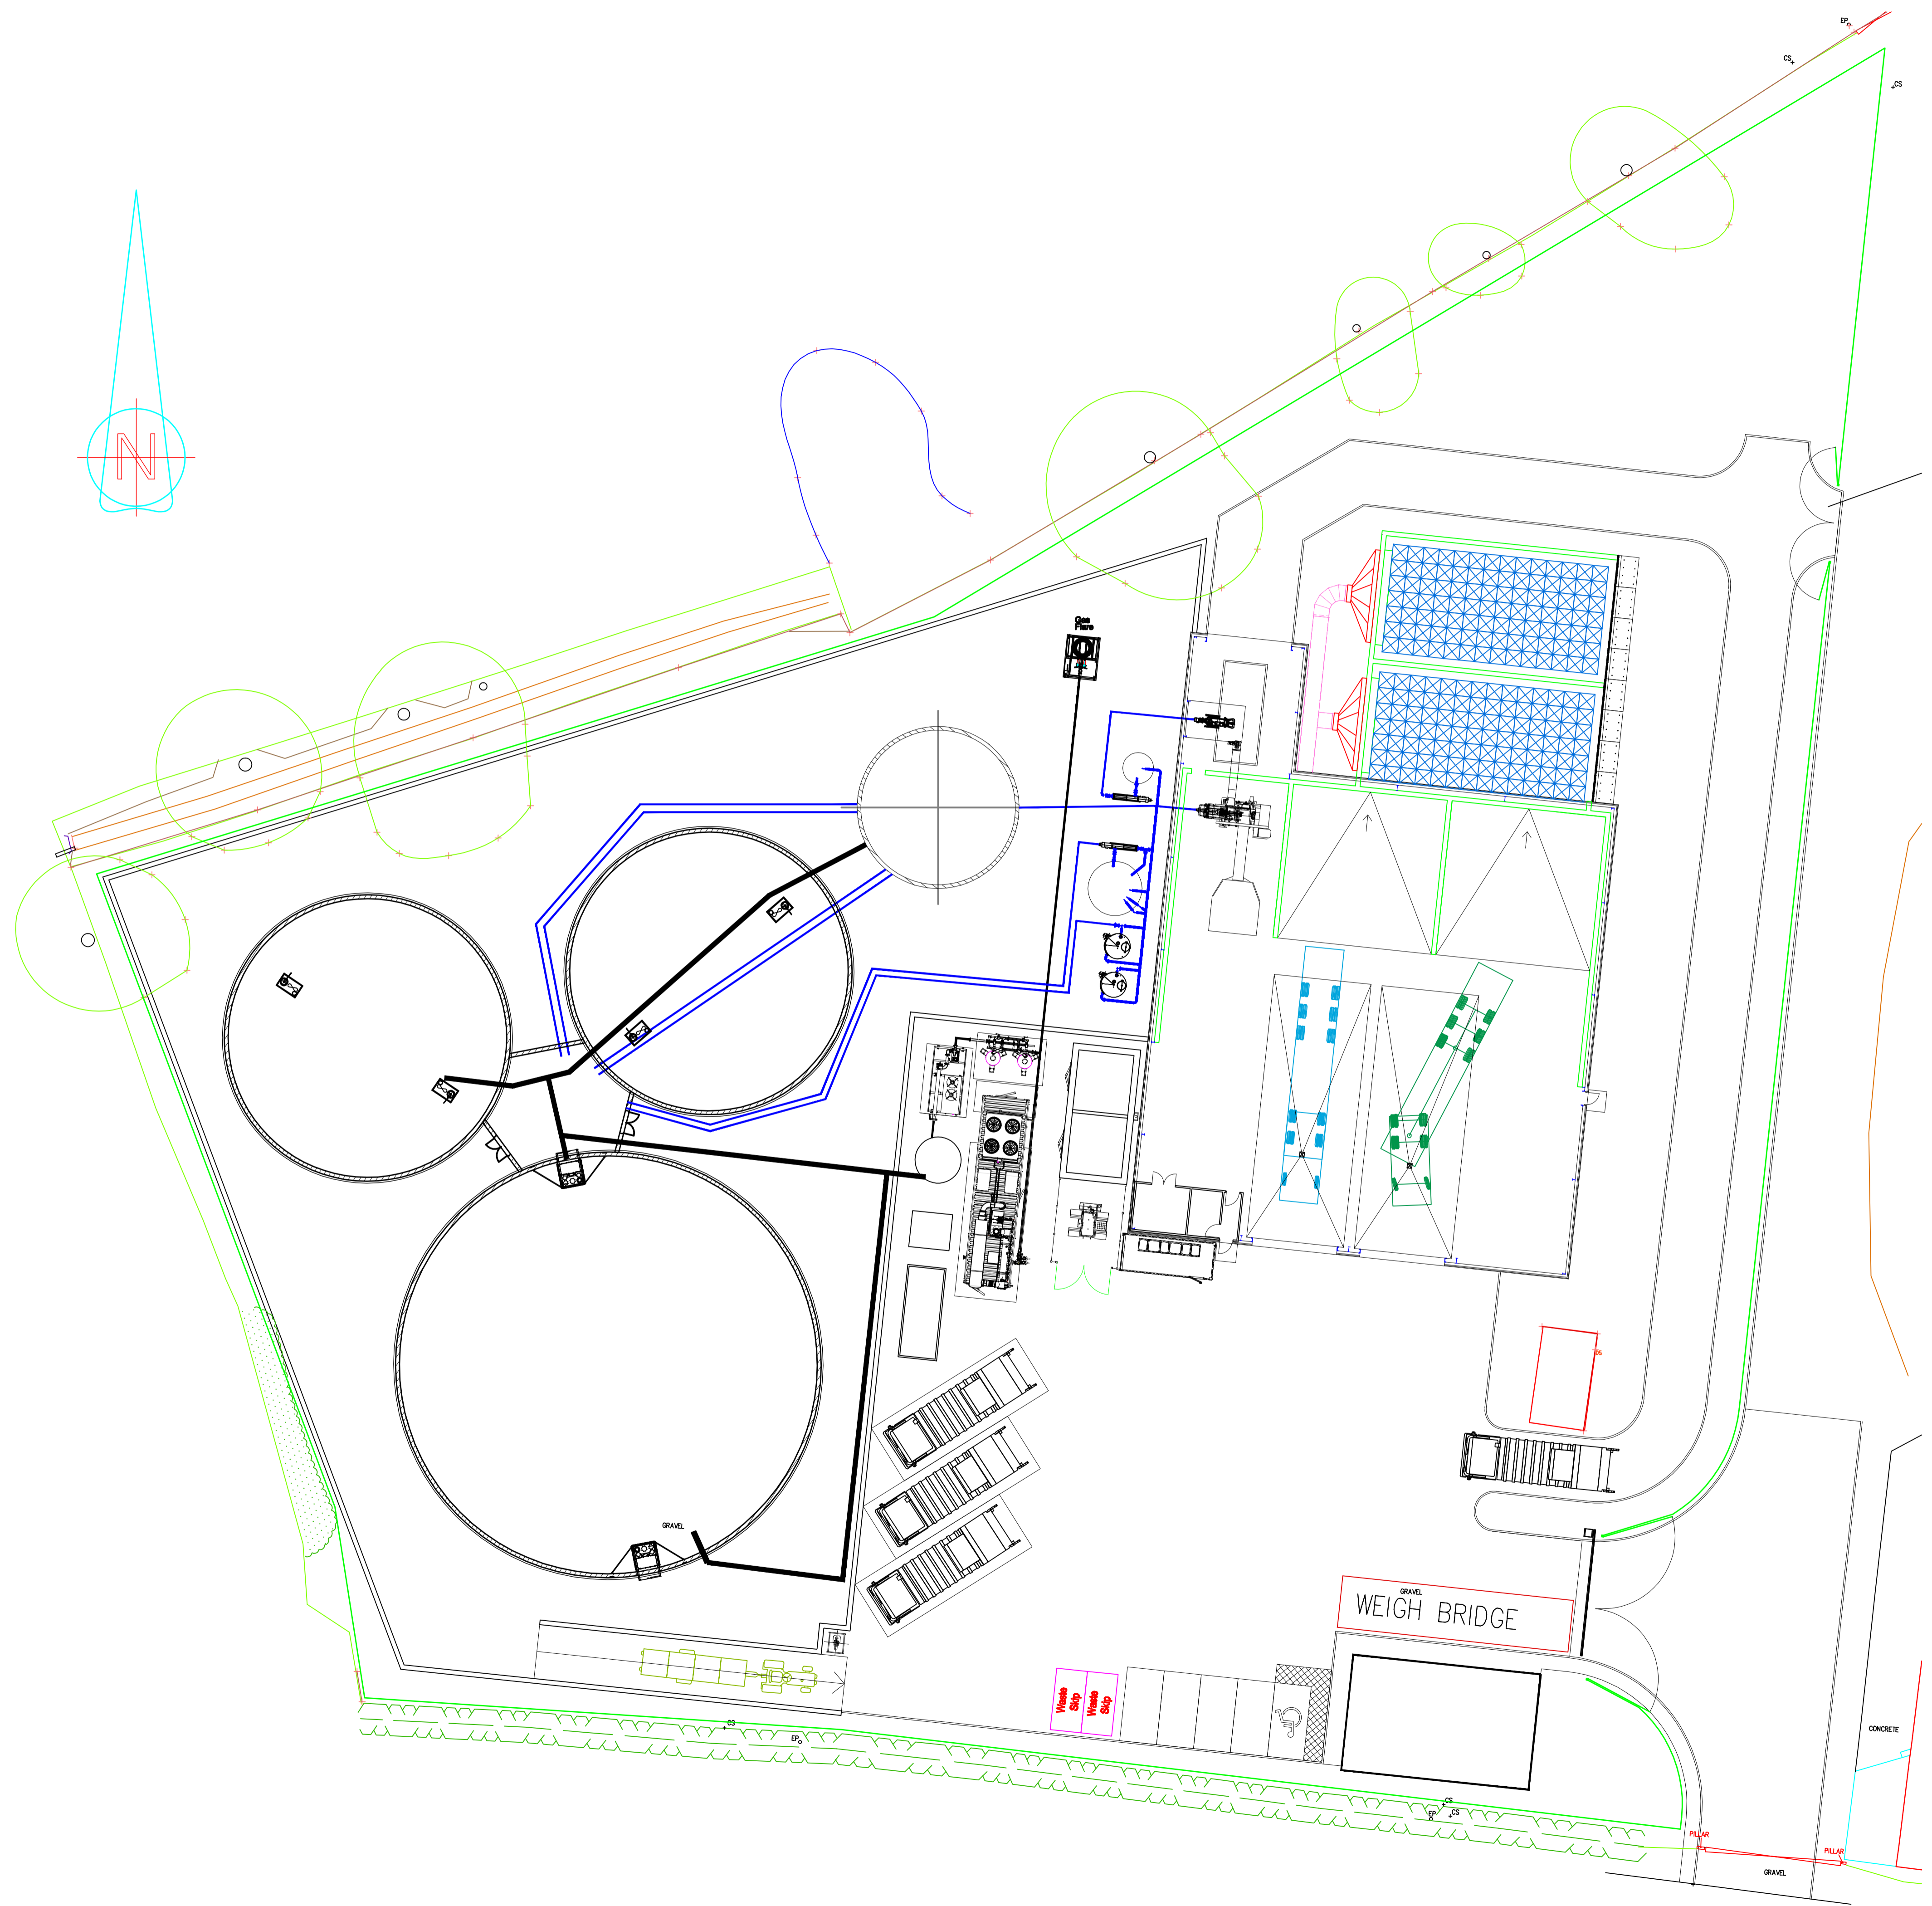 EP
CS
CS
N
Gas
Flare
DS
GRAVEL
GRAVEL
WEIGH BRIDGE
Waste
Skip
Waste
Skip
CS
EP
CONCRETE
CS
EP
CS
PILLAR
PILLAR
GRAVEL